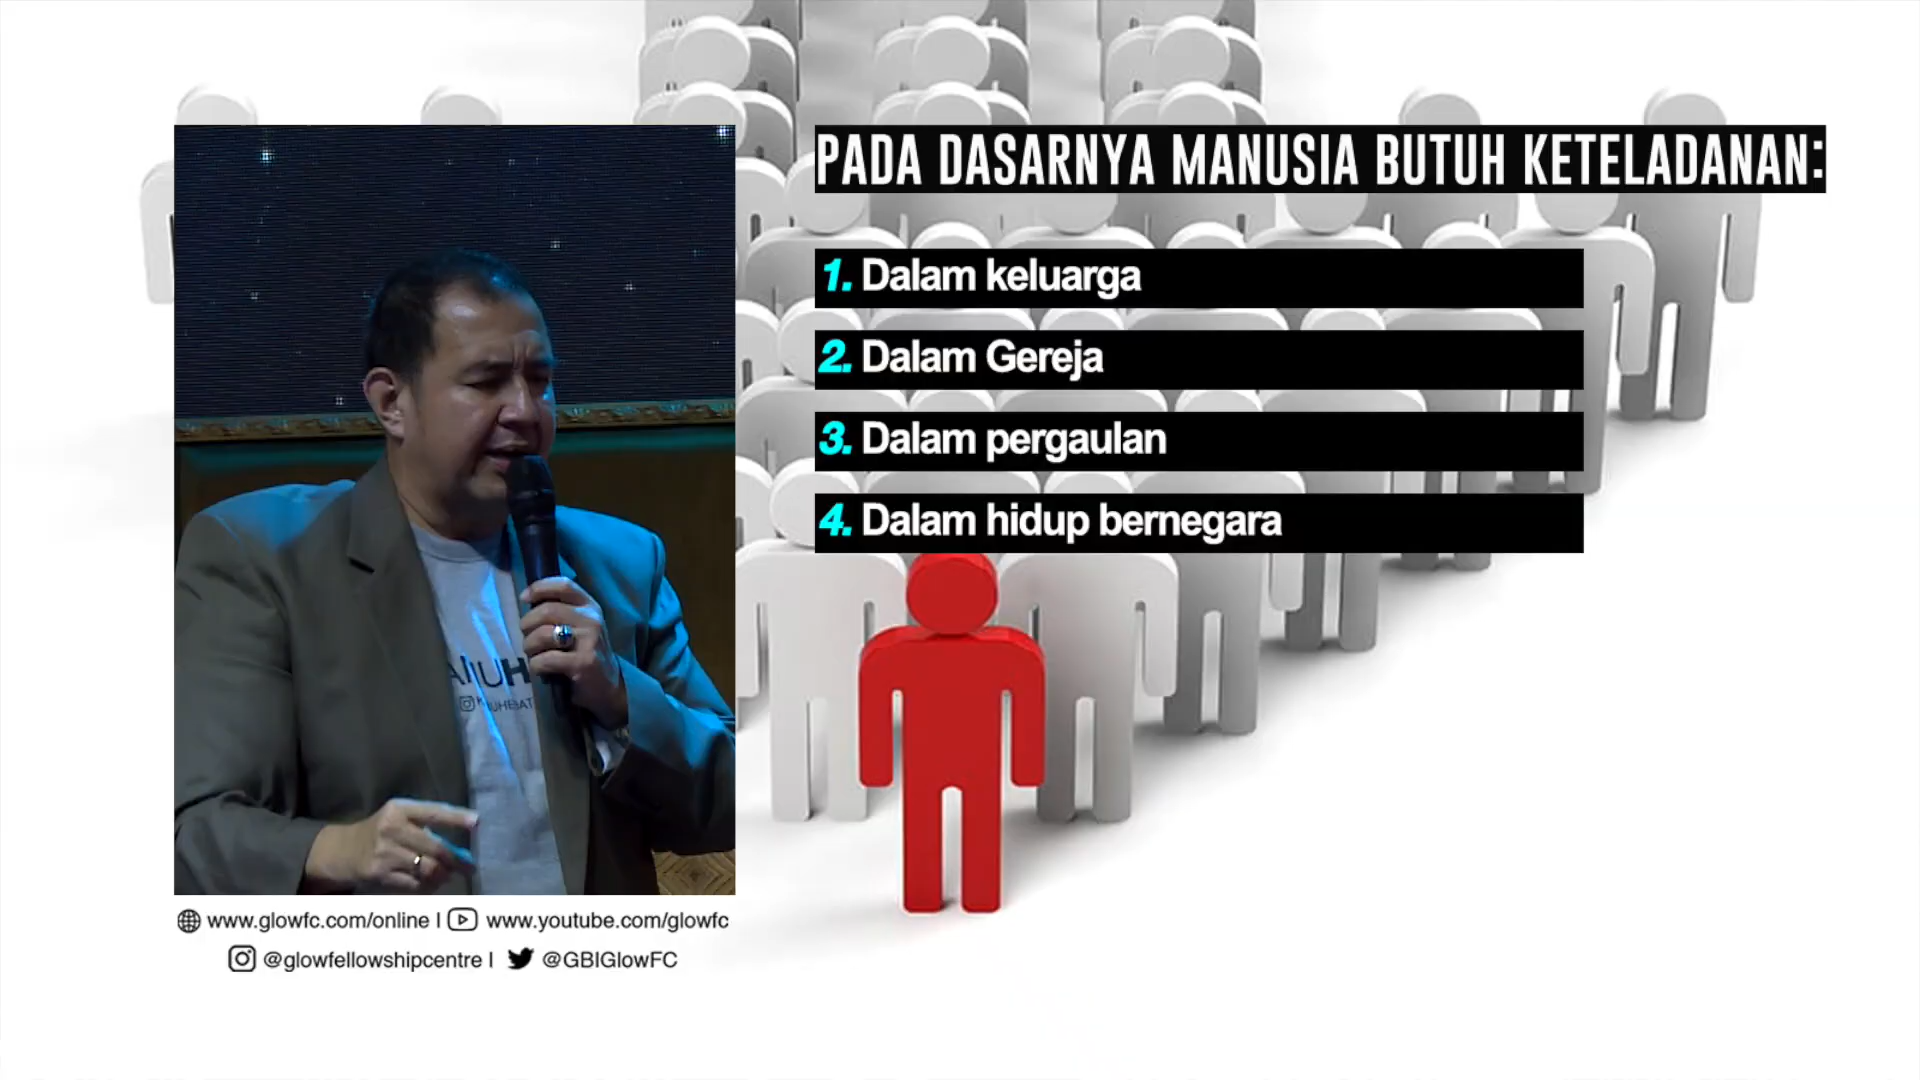 PADA DASARNYA MANUSIA BUTUH KETELADANAN:
1. Dalam keluarga
2. Dalam Gereja
3. Dalam pergaulan
4. Dalam hidup bernegara
www.glowfc.com/online | www.youtube.com/glowfc
@glowfellowshipcentre | @GBIGlowFC